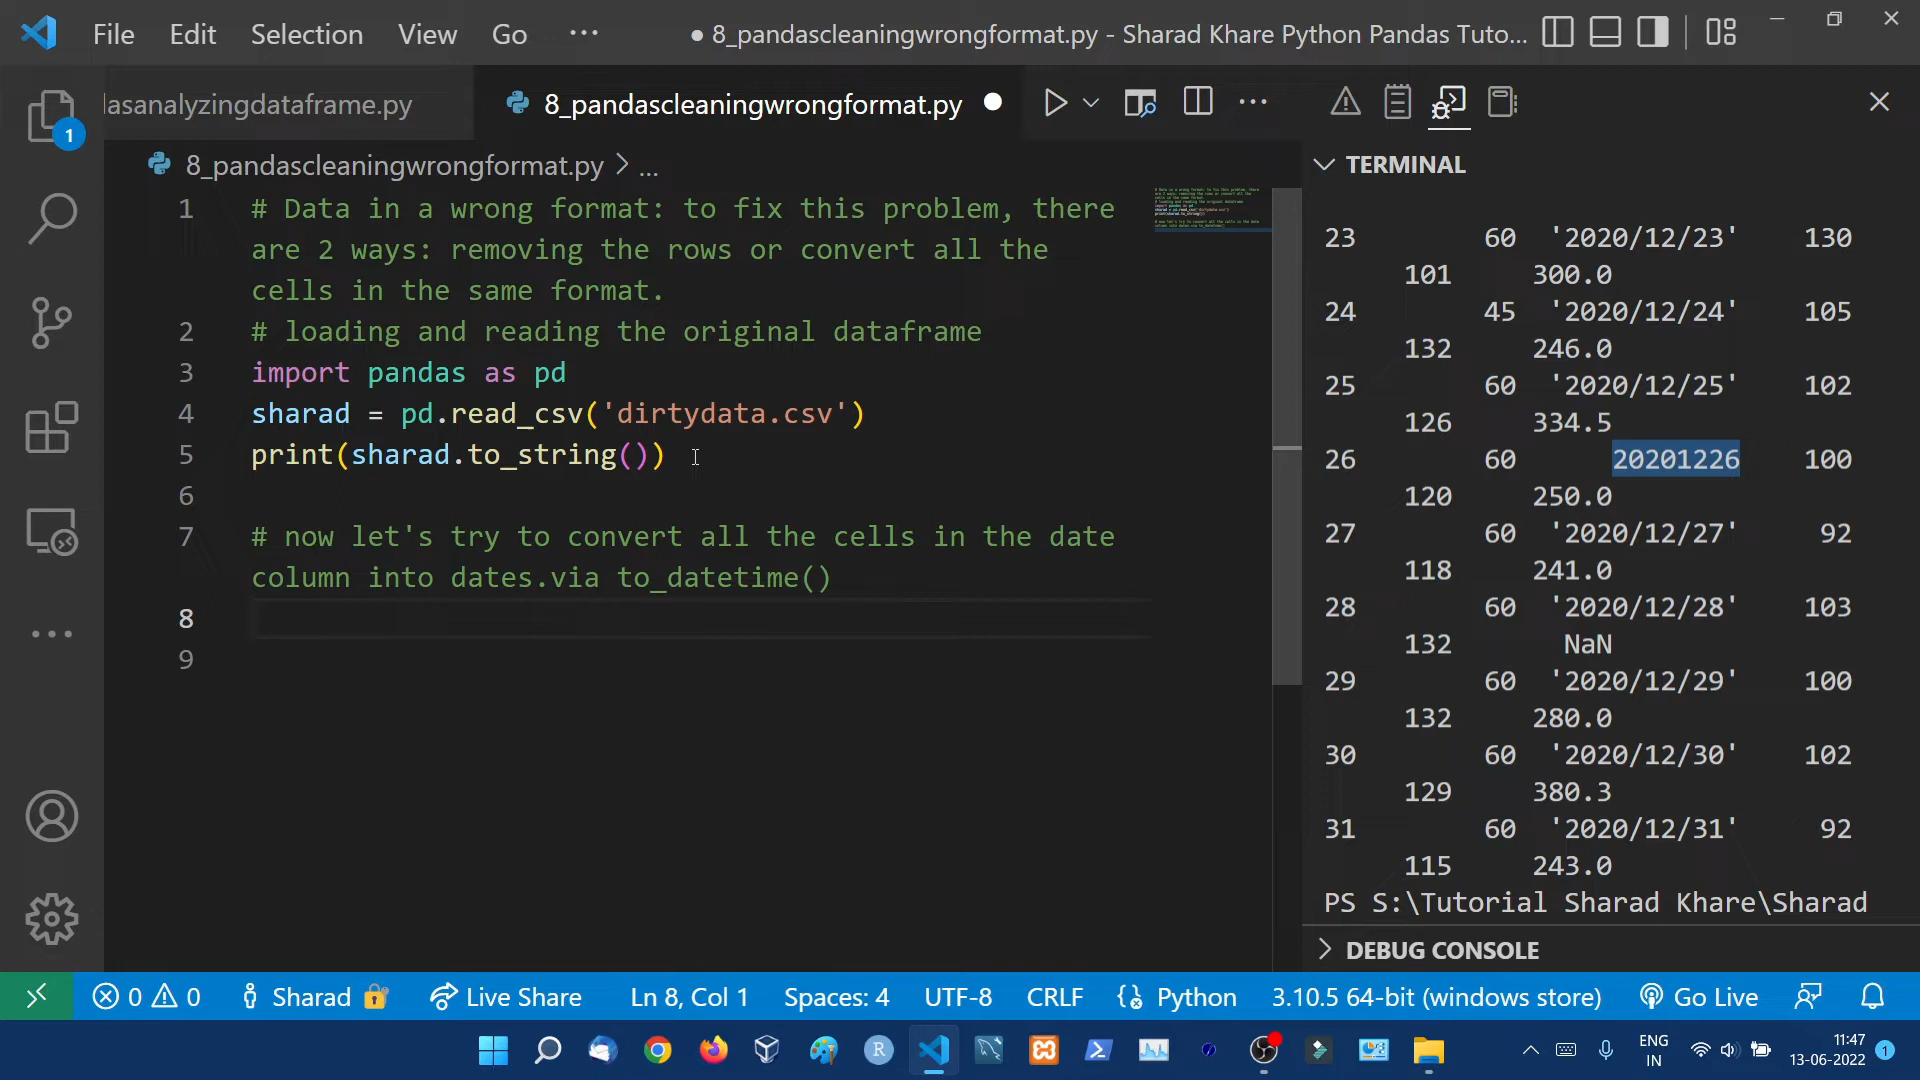 File Edit Selection View Go ···
● 8_pandascleaningwrongformat.py - Sharad Khare Python Pandas Tuto...
1
lasanalyzingdataframe.py
8_pandascleaningwrongformat.py ●
8_pandascleaningwrongformat.py > ...
1 # Data in a wrong format: to fix this problem, there
are 2 ways: removing the rows or convert all the
cells in the same format.
2 # loading and reading the original dataframe
3 import pandas as pd
4 sharad = pd.read_csv('dirtydata.csv')
5 print(sharad.to_string())
6
7 # now let's try to convert all the cells in the date
column into dates.via to_datetime()
8
9
TERMINAL
23 60 '2020/12/23' 130
101 300.0
24 45 '2020/12/24' 105
132 246.0
25 60 '2020/12/25' 102
126 334.5
26 60 20201226 100
120 250.0
27 60 '2020/12/27' 92
118 241.0
28 60 '2020/12/28' 103
132 NaN
29 60 '2020/12/29' 100
132 280.0
30 60 '2020/12/30' 102
129 380.3
31 60 '2020/12/31' 92
115 243.0
PS S:\Tutorial Sharad Khare\Sharad
DEBUG CONSOLE
0 0 Sharad Live Share Ln 8, Col 1 Spaces: 4 UTF-8 CRLF Python 3.10.5 64-bit (windows store) Go Live
R
ENG
IN
11:47
13-06-2022
1